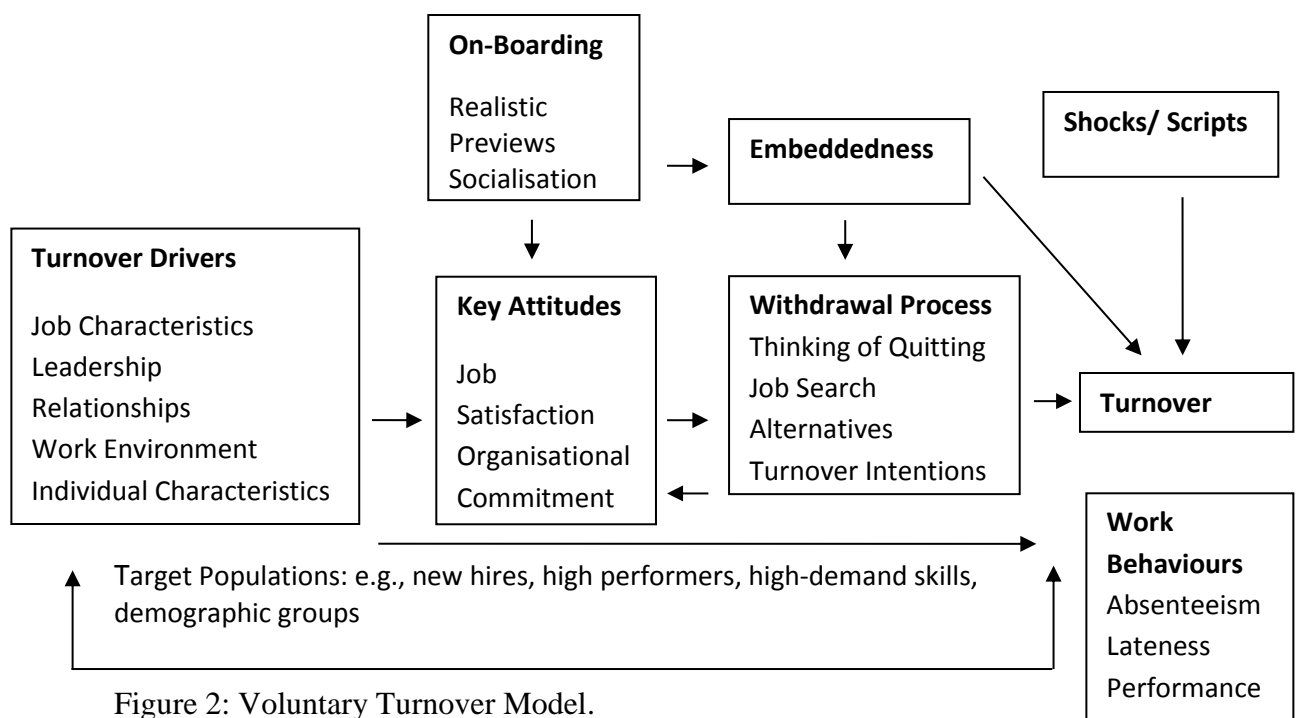 On-Boarding
Realistic
Previews
Socialisation
Embeddedness
Shocks/ Scripts
Turnover Drivers
Job Characteristics
Leadership
Relationships
Work Environment
Individual Characteristics
Key Attitudes
Job
Satisfaction
Organisational
Commitment
Withdrawal Process
Thinking of Quitting
Job Search
Alternatives
Turnover Intentions
Turnover
Work
Behaviours
Absenteeism
Lateness
Performance
Target Populations: e.g., new hires, high performers, high-demand skills,
demographic groups
Figure 2: Voluntary Turnover Model.